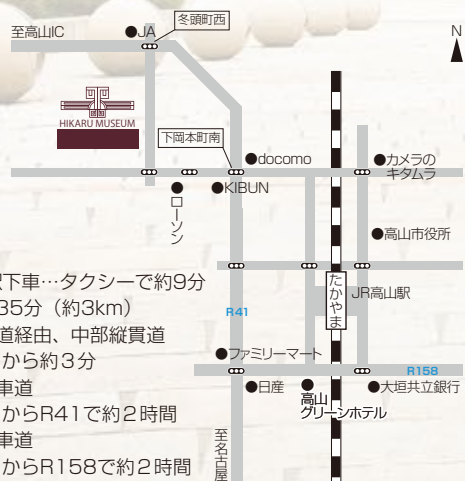 冬頭町西
至高山IC
●JA
N
HIKARU MUSEUM
下岡本町南
●docomo
●カメラの
キタムラ
●KIBUN
●
ローソン
●高山市役所
下車…タクシーで約9分
35分（約3km）
道経由、中部縦貫道
から約3分
車道
からR41で約2時間
車道
からR158で約2時間
R41
たかやま
JR高山駅
●ファミリーマート
R158
●日産
●
高山
グリーンホテル
●大垣共立銀行
至名古屋